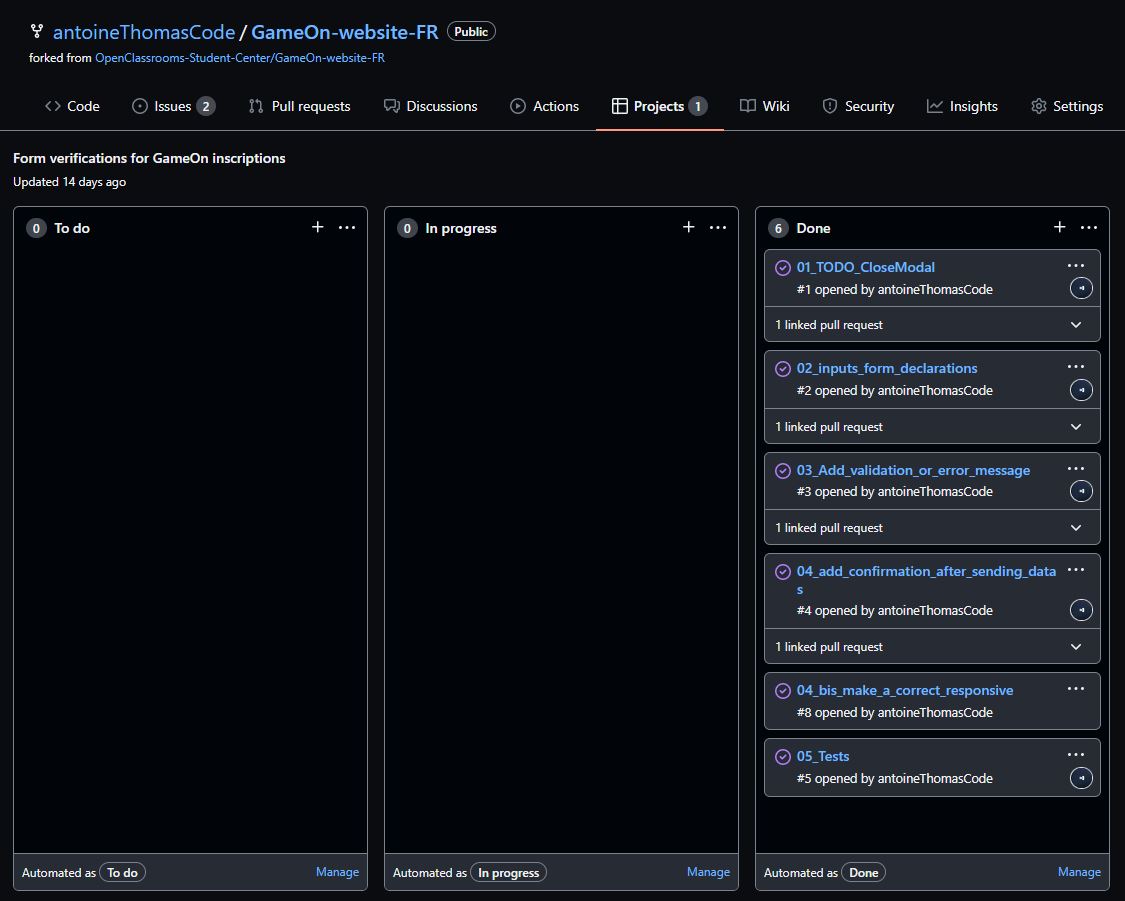 antoineThomasCode / GameOn-website-FR Public
forked from OpenClassrooms-Student-Center/GameOn-website-FR
Code Issues 2 Pull requests Discussions Actions Projects 1 Wiki Security Insights Settings
Form verifications for GameOn inscriptions
Updated 14 days ago
0 To do
Automated as To do Manage
0 In progress
Automated as In progress Manage
6 Done
01_TODO_CloseModal
#1 opened by antoineThomasCode
1 linked pull request
02_inputs_form_declarations
#2 opened by antoineThomasCode
1 linked pull request
03_Add_validation_or_error_message
#3 opened by antoineThomasCode
1 linked pull request
04_add_confirmation_after_sending_data
s
#4 opened by antoineThomasCode
1 linked pull request
04_bis_make_a_correct_responsive
#8 opened by antoineThomasCode
05_Tests
#5 opened by antoineThomasCode
Automated as Done Manage